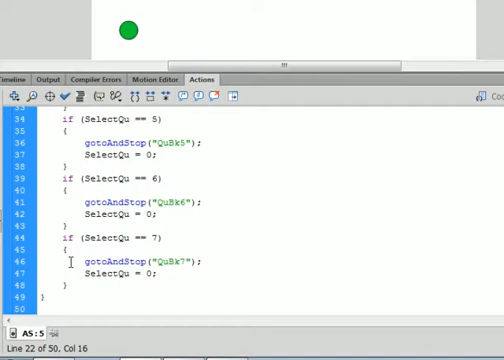 Timeline Output Compiler Errors Motion Editor Actions
33 }
34 if (SelectQu == 5)
35 {
36 gotoAndStop("QuBk5");
37 SelectQu = 0;
38 }
39 if (SelectQu == 6)
40 {
41 gotoAndStop("QuBk6");
42 SelectQu = 0;
43 }
44 if (SelectQu == 7)
45 {
46 gotoAndStop("QuBk7");
47 SelectQu = 0;
48 }
49 }
50
AS: 5
Line 22 of 50, Col 16